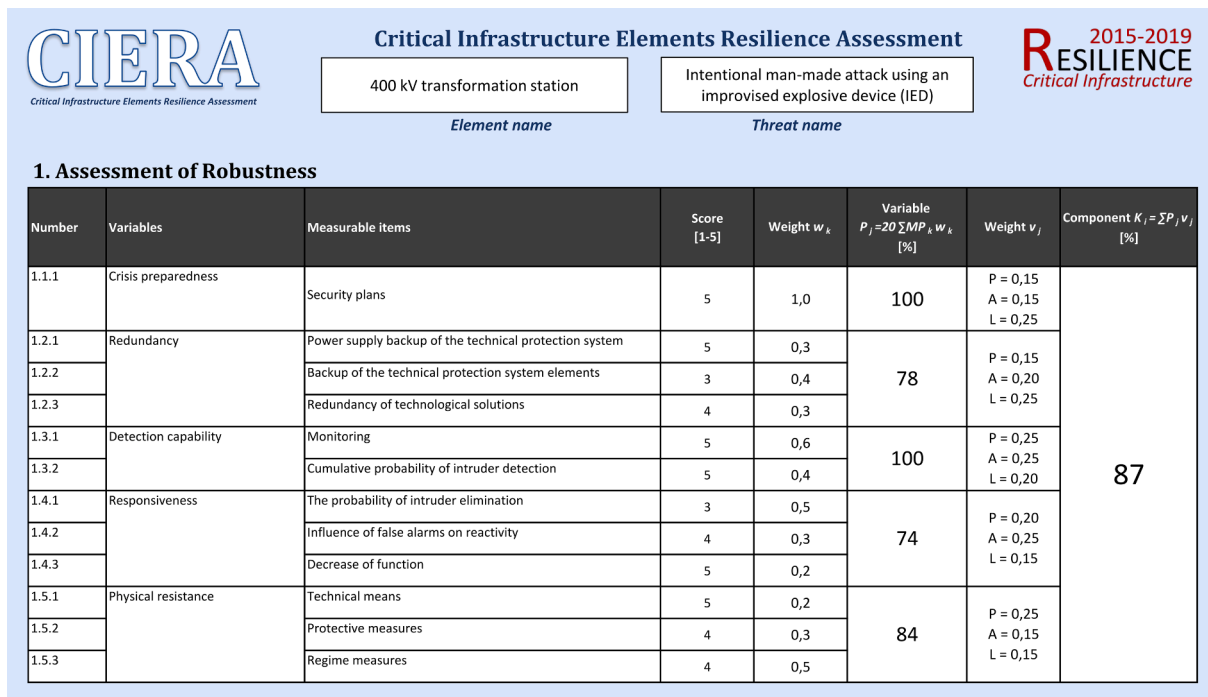 CIERA
Critical Infrastructure Elements Resilience Assessment
Critical Infrastructure Elements Resilience Assessment
400 kV transformation station
Element name
Intentional man-made attack using an
improvised explosive device (IED)
Threat name
2015-2019
RESILIENCE
Critical Infrastructure
1. Assessment of Robustness
Number Variables Measurable items Score [1-5] Weight w k Variable P j =20 ∑MP k w k [%] Weight v j Component K i = ∑P j v j [%]
1.1.1 Crisis preparedness Security plans 5 1,0 100 P = 0,15 A = 0,15 L = 0,25 87
1.2.1 Redundancy Power supply backup of the technical protection system 5 0,3 78 P = 0,15 A = 0,20 L = 0,25
1.2.2 Backup of the technical protection system elements 3 0,4
1.2.3 Redundancy of technological solutions 4 0,3
1.3.1 Detection capability Monitoring 5 0,6 100 P = 0,25 A = 0,25 L = 0,20
1.3.2 Cumulative probability of intruder detection 5 0,4
1.4.1 Responsiveness The probability of intruder elimination 3 0,5 74 P = 0,20 A = 0,25 L = 0,15
1.4.2 Influence of false alarms on reactivity 4 0,3
1.4.3 Decrease of function 5 0,2
1.5.1 Physical resistance Technical means 5 0,2 84 P = 0,25 A = 0,15 L = 0,15
1.5.2 Protective measures 4 0,3
1.5.3 Regime measures 4 0,5